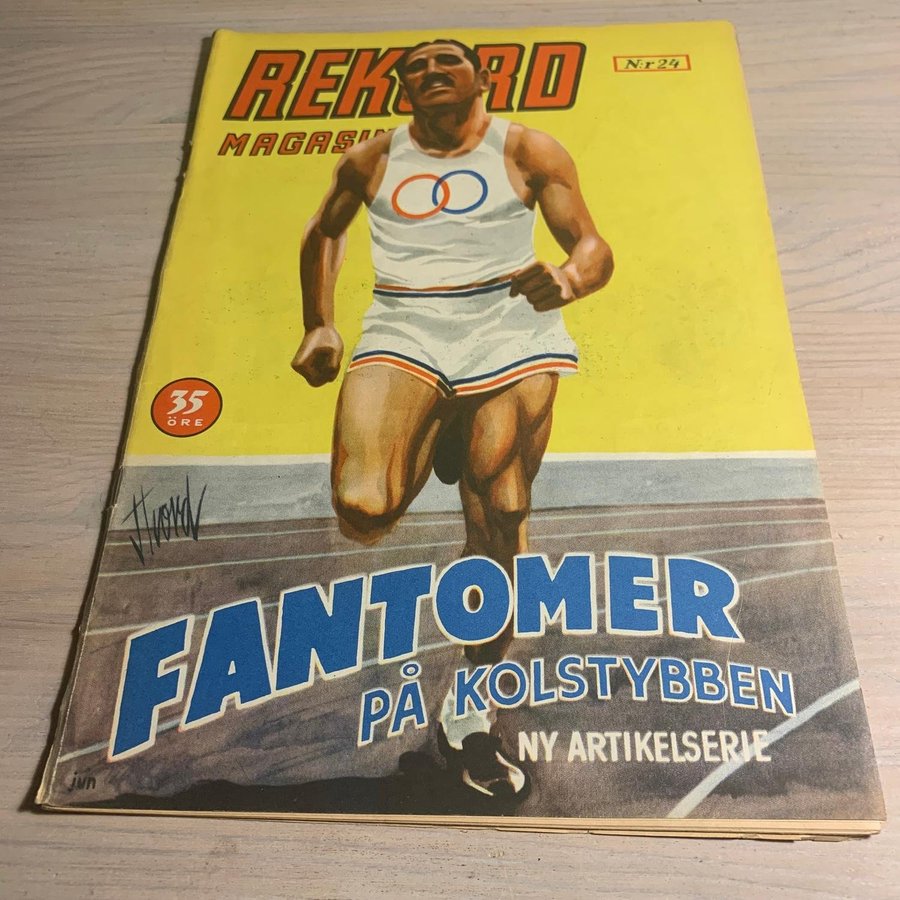 REKORD
MAGASIN
N:r 24
35
ÖRE
FANTOMER
PÅ KOLSTYBBEN
NY ARTIKELSERIE